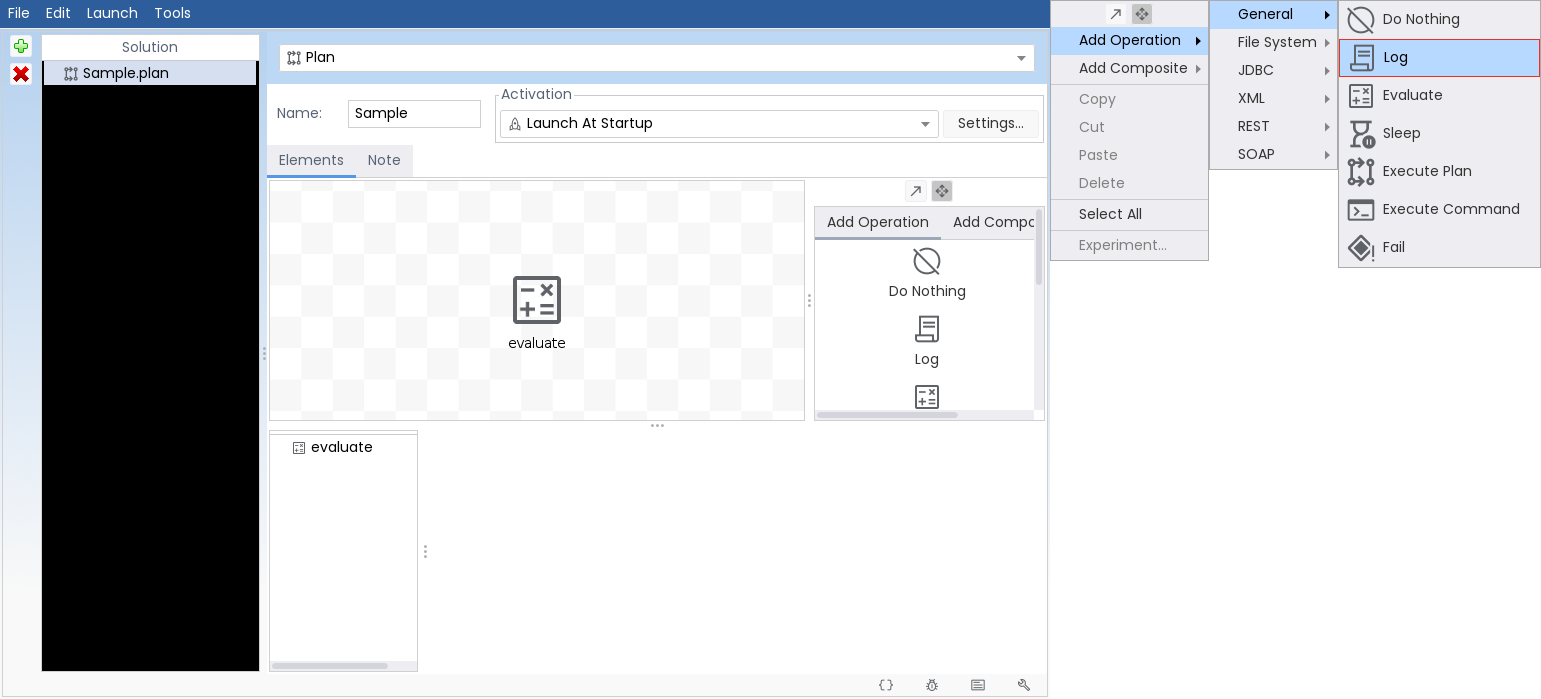 File Edit Launch Tools
Solution
Sample.plan
Plan
Name: Sample
Activation
Launch At Startup
Settings...
Elements Note
evaluate
Add Operation Add Compo
Do Nothing
Log
evaluate
Add Operation
Add Composite
Copy
Cut
Paste
Delete
Select All
Experiment...
General
File System
JDBC
XML
REST
SOAP
Do Nothing
Log
Evaluate
Sleep
Execute Plan
Execute Command
Fail